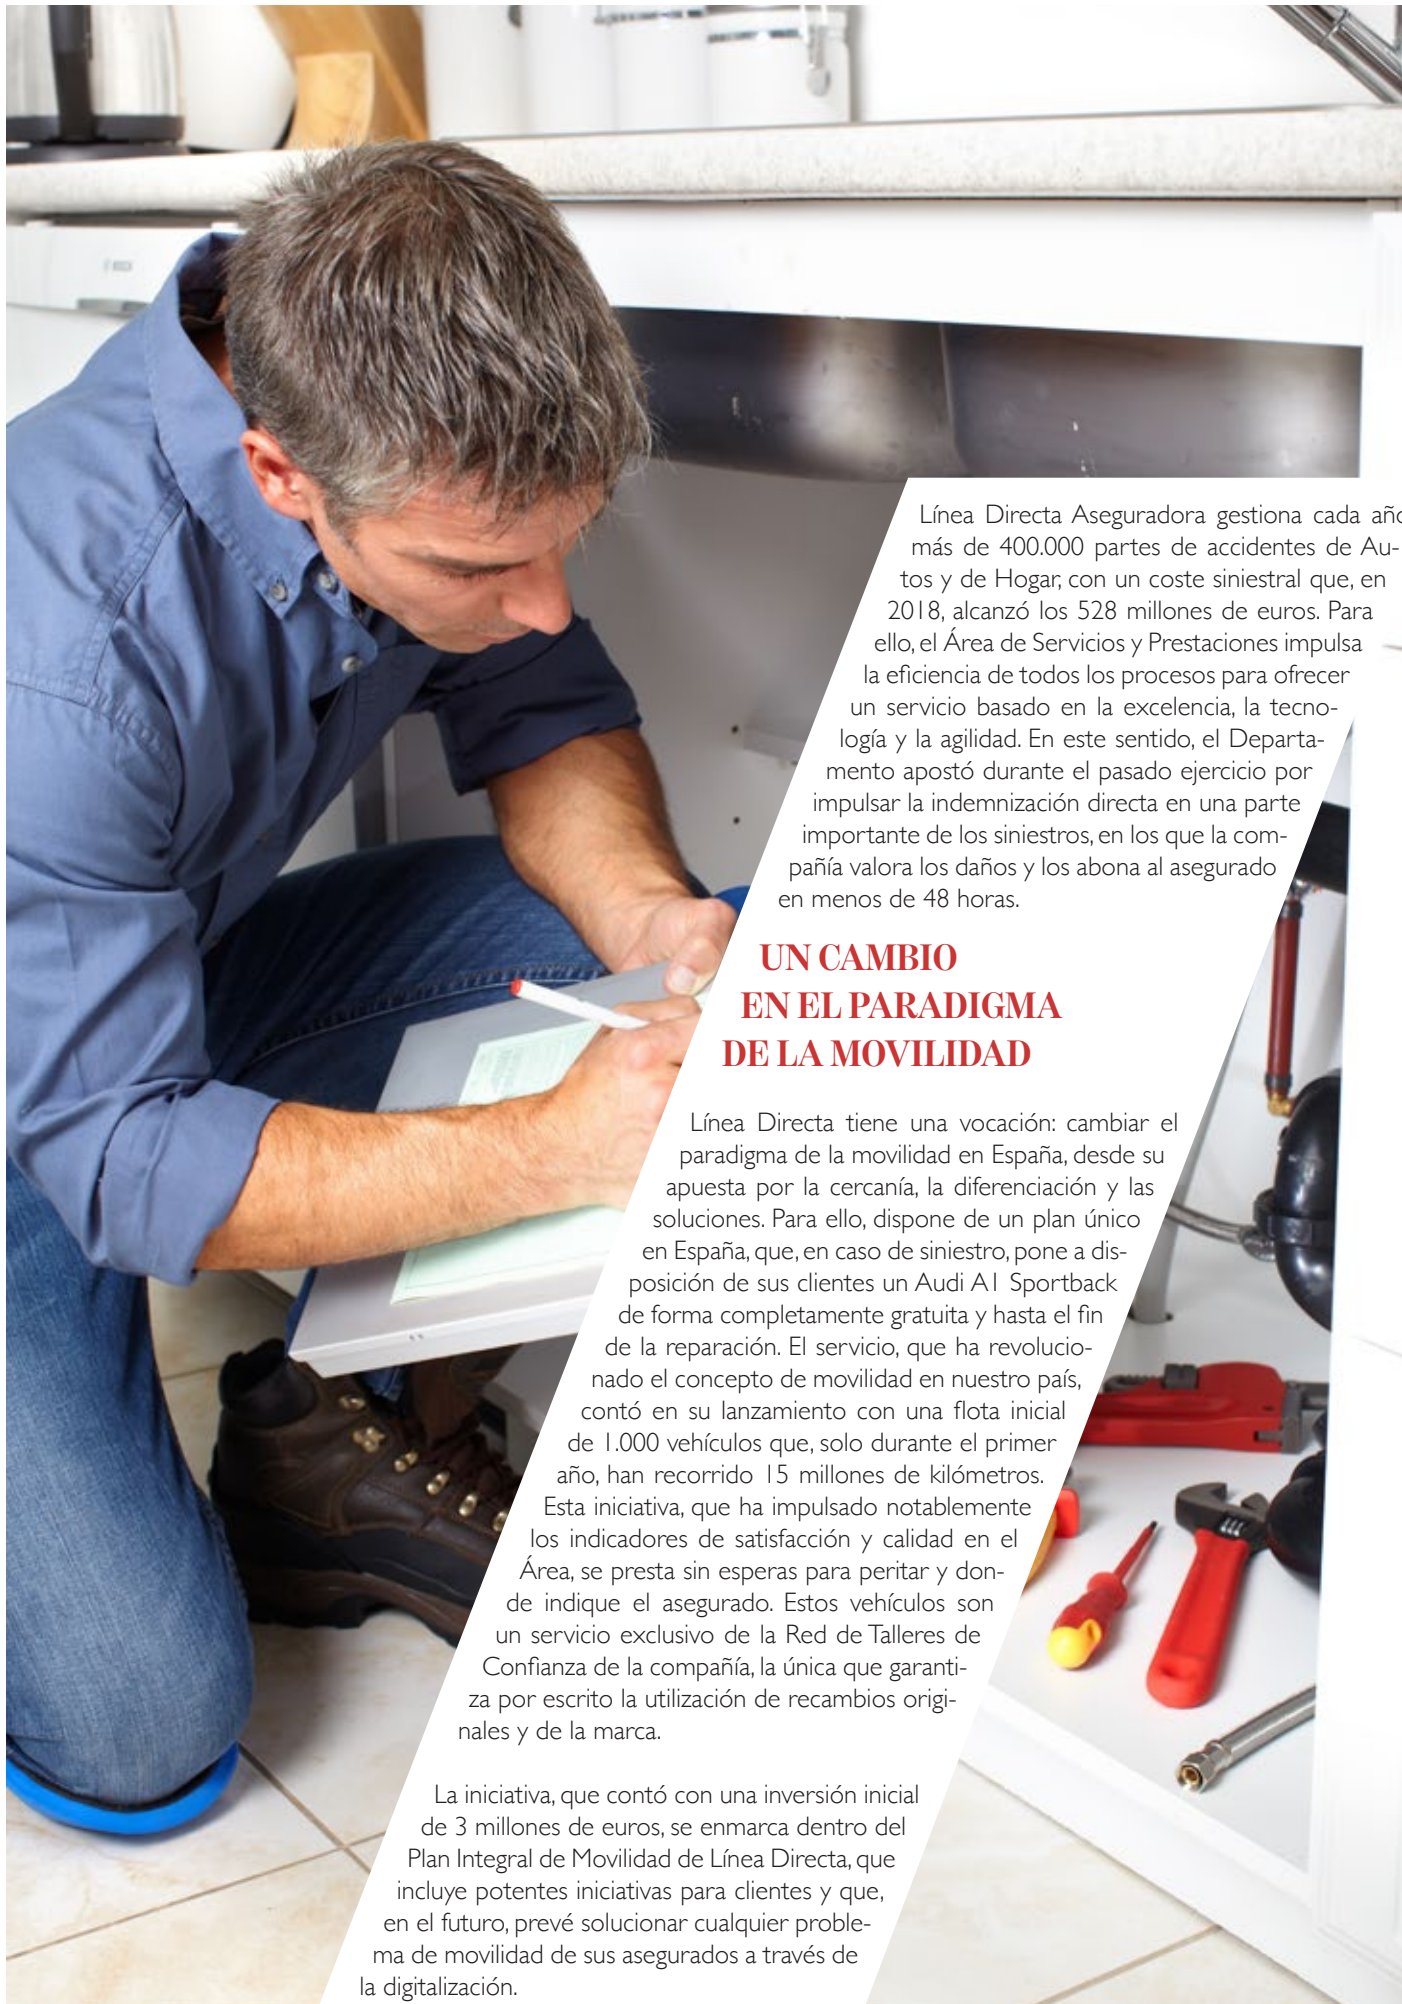 Línea Directa Aseguradora gestiona cada año
más de 400.000 partes de accidentes de Au-
tos y de Hogar, con un coste siniestral que, en
2018, alcanzó los 528 millones de euros. Para
ello, el Área de Servicios y Prestaciones impulsa
la eficiencia de todos los procesos para ofrecer
un servicio basado en la excelencia, la tecno-
logía y la agilidad. En este sentido, el Departa-
mento apostó durante el pasado ejercicio por
impulsar la indemnización directa en una parte
importante de los siniestros, en los que la com-
pañía valora los daños y los abona al asegurado
en menos de 48 horas.
UN CAMBIO
EN EL PARADIGMA
DE LA MOVILIDAD
Línea Directa tiene una vocación: cambiar el
paradigma de la movilidad en España, desde su
apuesta por la cercanía, la diferenciación y las
soluciones. Para ello, dispone de un plan único
en España, que, en caso de siniestro, pone a dis-
posición de sus clientes un Audi A1 Sportback
de forma completamente gratuita y hasta el fin
de la reparación. El servicio, que ha revolucio-
nado el concepto de movilidad en nuestro país,
contó en su lanzamiento con una flota inicial
de 1.000 vehículos que, solo durante el primer
año, han recorrido 15 millones de kilómetros.
Esta iniciativa, que ha impulsado notablemente
los indicadores de satisfacción y calidad en el
Área, se presta sin esperas para peritar y don-
de indique el asegurado. Estos vehículos son
un servicio exclusivo de la Red de Talleres de
Confianza de la compañía, la única que garanti-
za por escrito la utilización de recambios origi-
nales y de la marca.
La iniciativa, que contó con una inversión inicial
de 3 millones de euros, se enmarca dentro del
Plan Integral de Movilidad de Línea Directa, que
incluye potentes iniciativas para clientes y que,
en el futuro, prevé solucionar cualquier proble-
ma de movilidad de sus asegurados a través de
la digitalización.